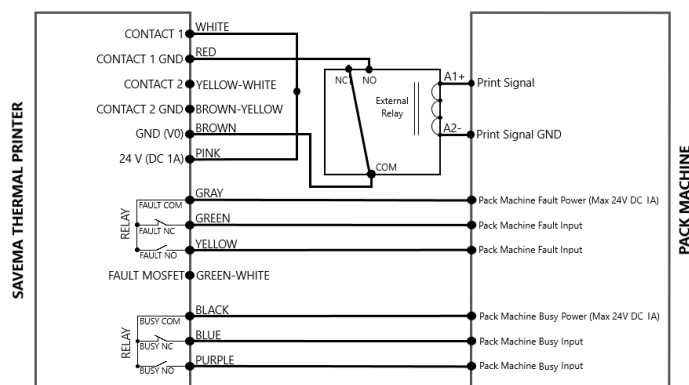 SAVEMA THERMAL PRINTER
CONTACT 1
WHITE
CONTACT 1 GND
RED
CONTACT 2
YELLOW-WHITE
CONTACT 2 GND
BROWN-YELLOW
GND (V0)
BROWN
24 V (DC 1A)
PINK
NC
NO
External
Relay
COM
A1+
Print Signal
A2-
Print Signal GND
RELAY
FAULT COM
GRAY
Pack Machine Fault Power (Max 24V DC 1A)
FAULT NC
GREEN
Pack Machine Fault Input
FAULT NO
YELLOW
Pack Machine Fault Input
FAULT MOSFET
GREEN-WHITE
RELAY
BUSY COM
BLACK
Pack Machine Busy Power (Max 24V DC 1A)
BUSY NC
BLUE
Pack Machine Busy Input
BUSY NO
PURPLE
Pack Machine Busy Input
PACK MACHINE